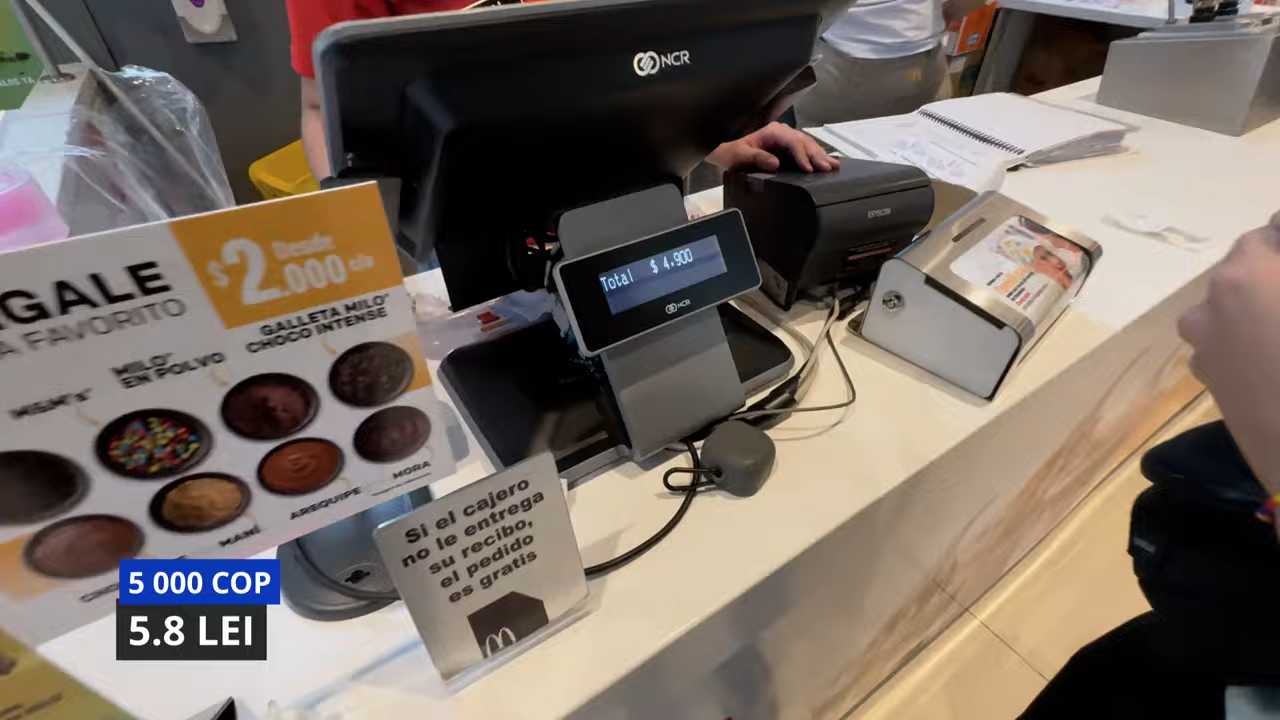 NCR
GALE
A FAVORITO
Desde
$2.000 c/u
GALLETA MILO
CHOCO INTENSE
MILO
EN POLVO
M&M's
MORA
AREQUIPE
MANÍ
Total $ 4.900
NCR
EPSON
Si el cajero
no le entrega
su recibo,
el pedido
es gratis
5 000 COP
5.8 LEI